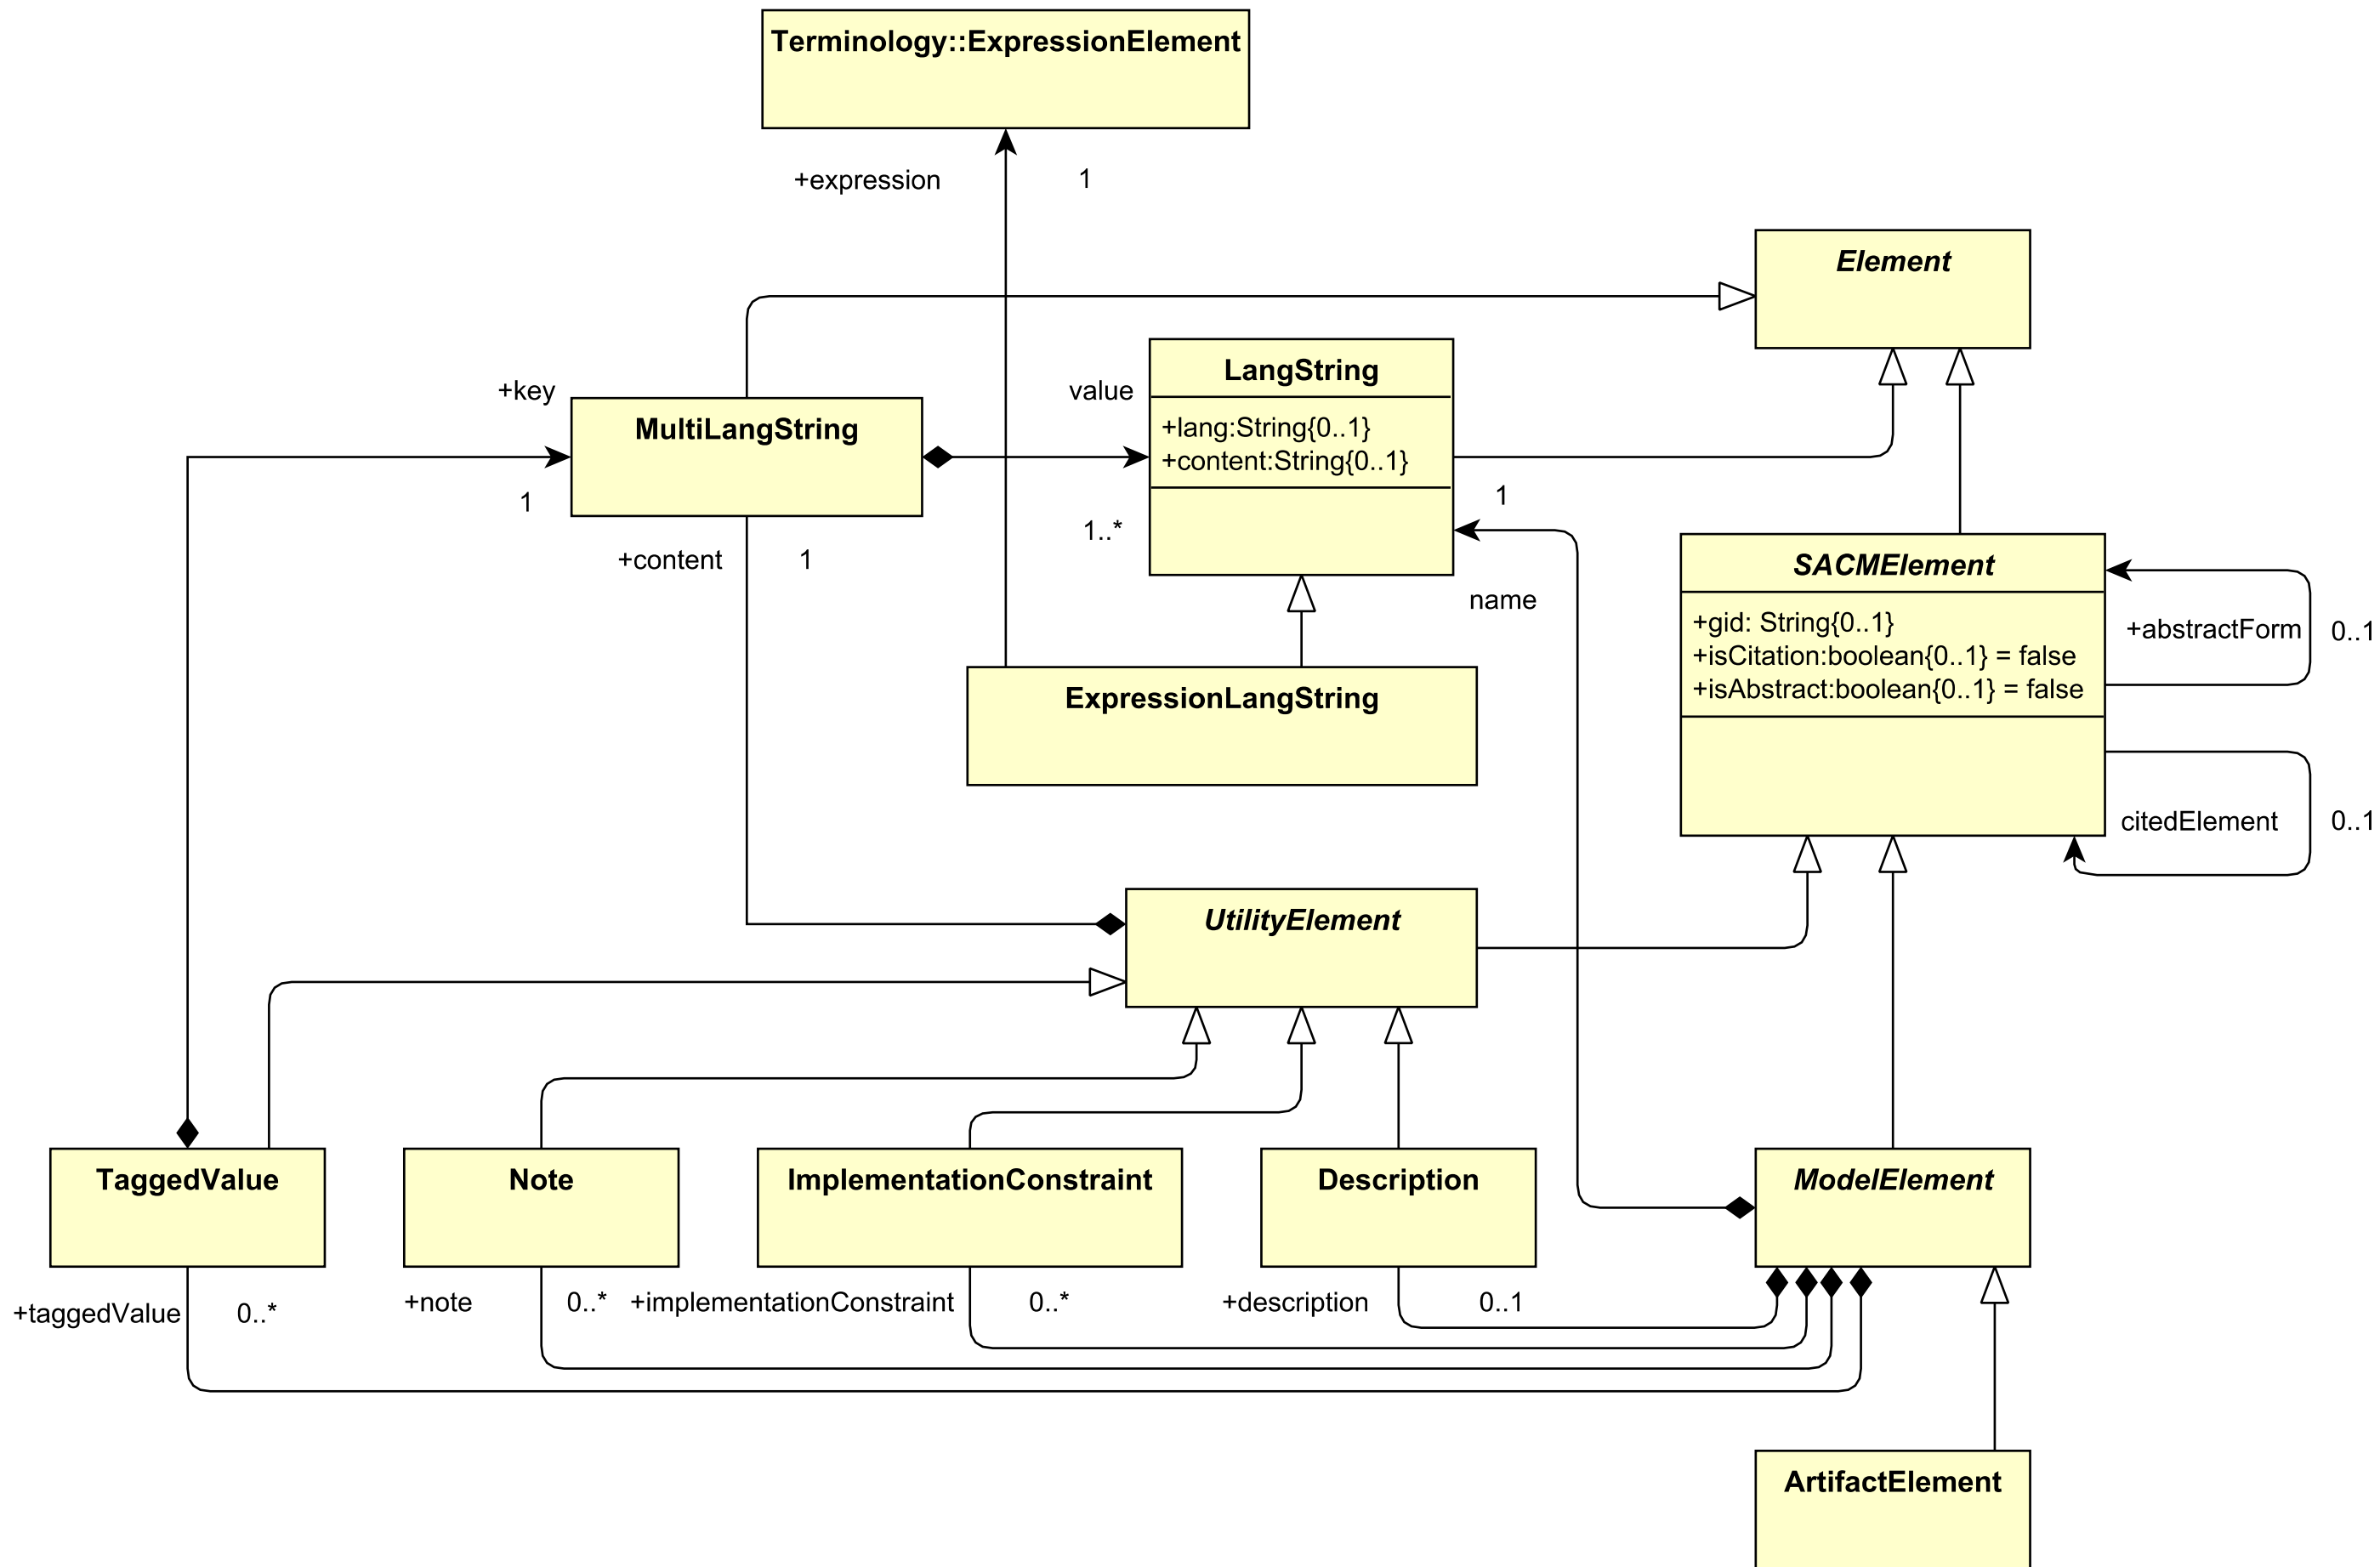 Terminology::ExpressionElement
+expression
1
Element
+key
value
LangString
MultiLangString
+lang:String{0..1}
+content:String{0..1}
1
1
1..*
+content
1
name
SACMElement
+gid: String{0..1}
+isCitation:boolean{0..1} = false
+isAbstract:boolean{0..1} = false
+abstractForm
0..1
ExpressionLangString
citedElement
0..1
UtilityElement
TaggedValue
Note
ImplementationConstraint
Description
ModelElement
+taggedValue
0..*
+note
0..*
+implementationConstraint
0..*
+description
0..1
ArtifactElement